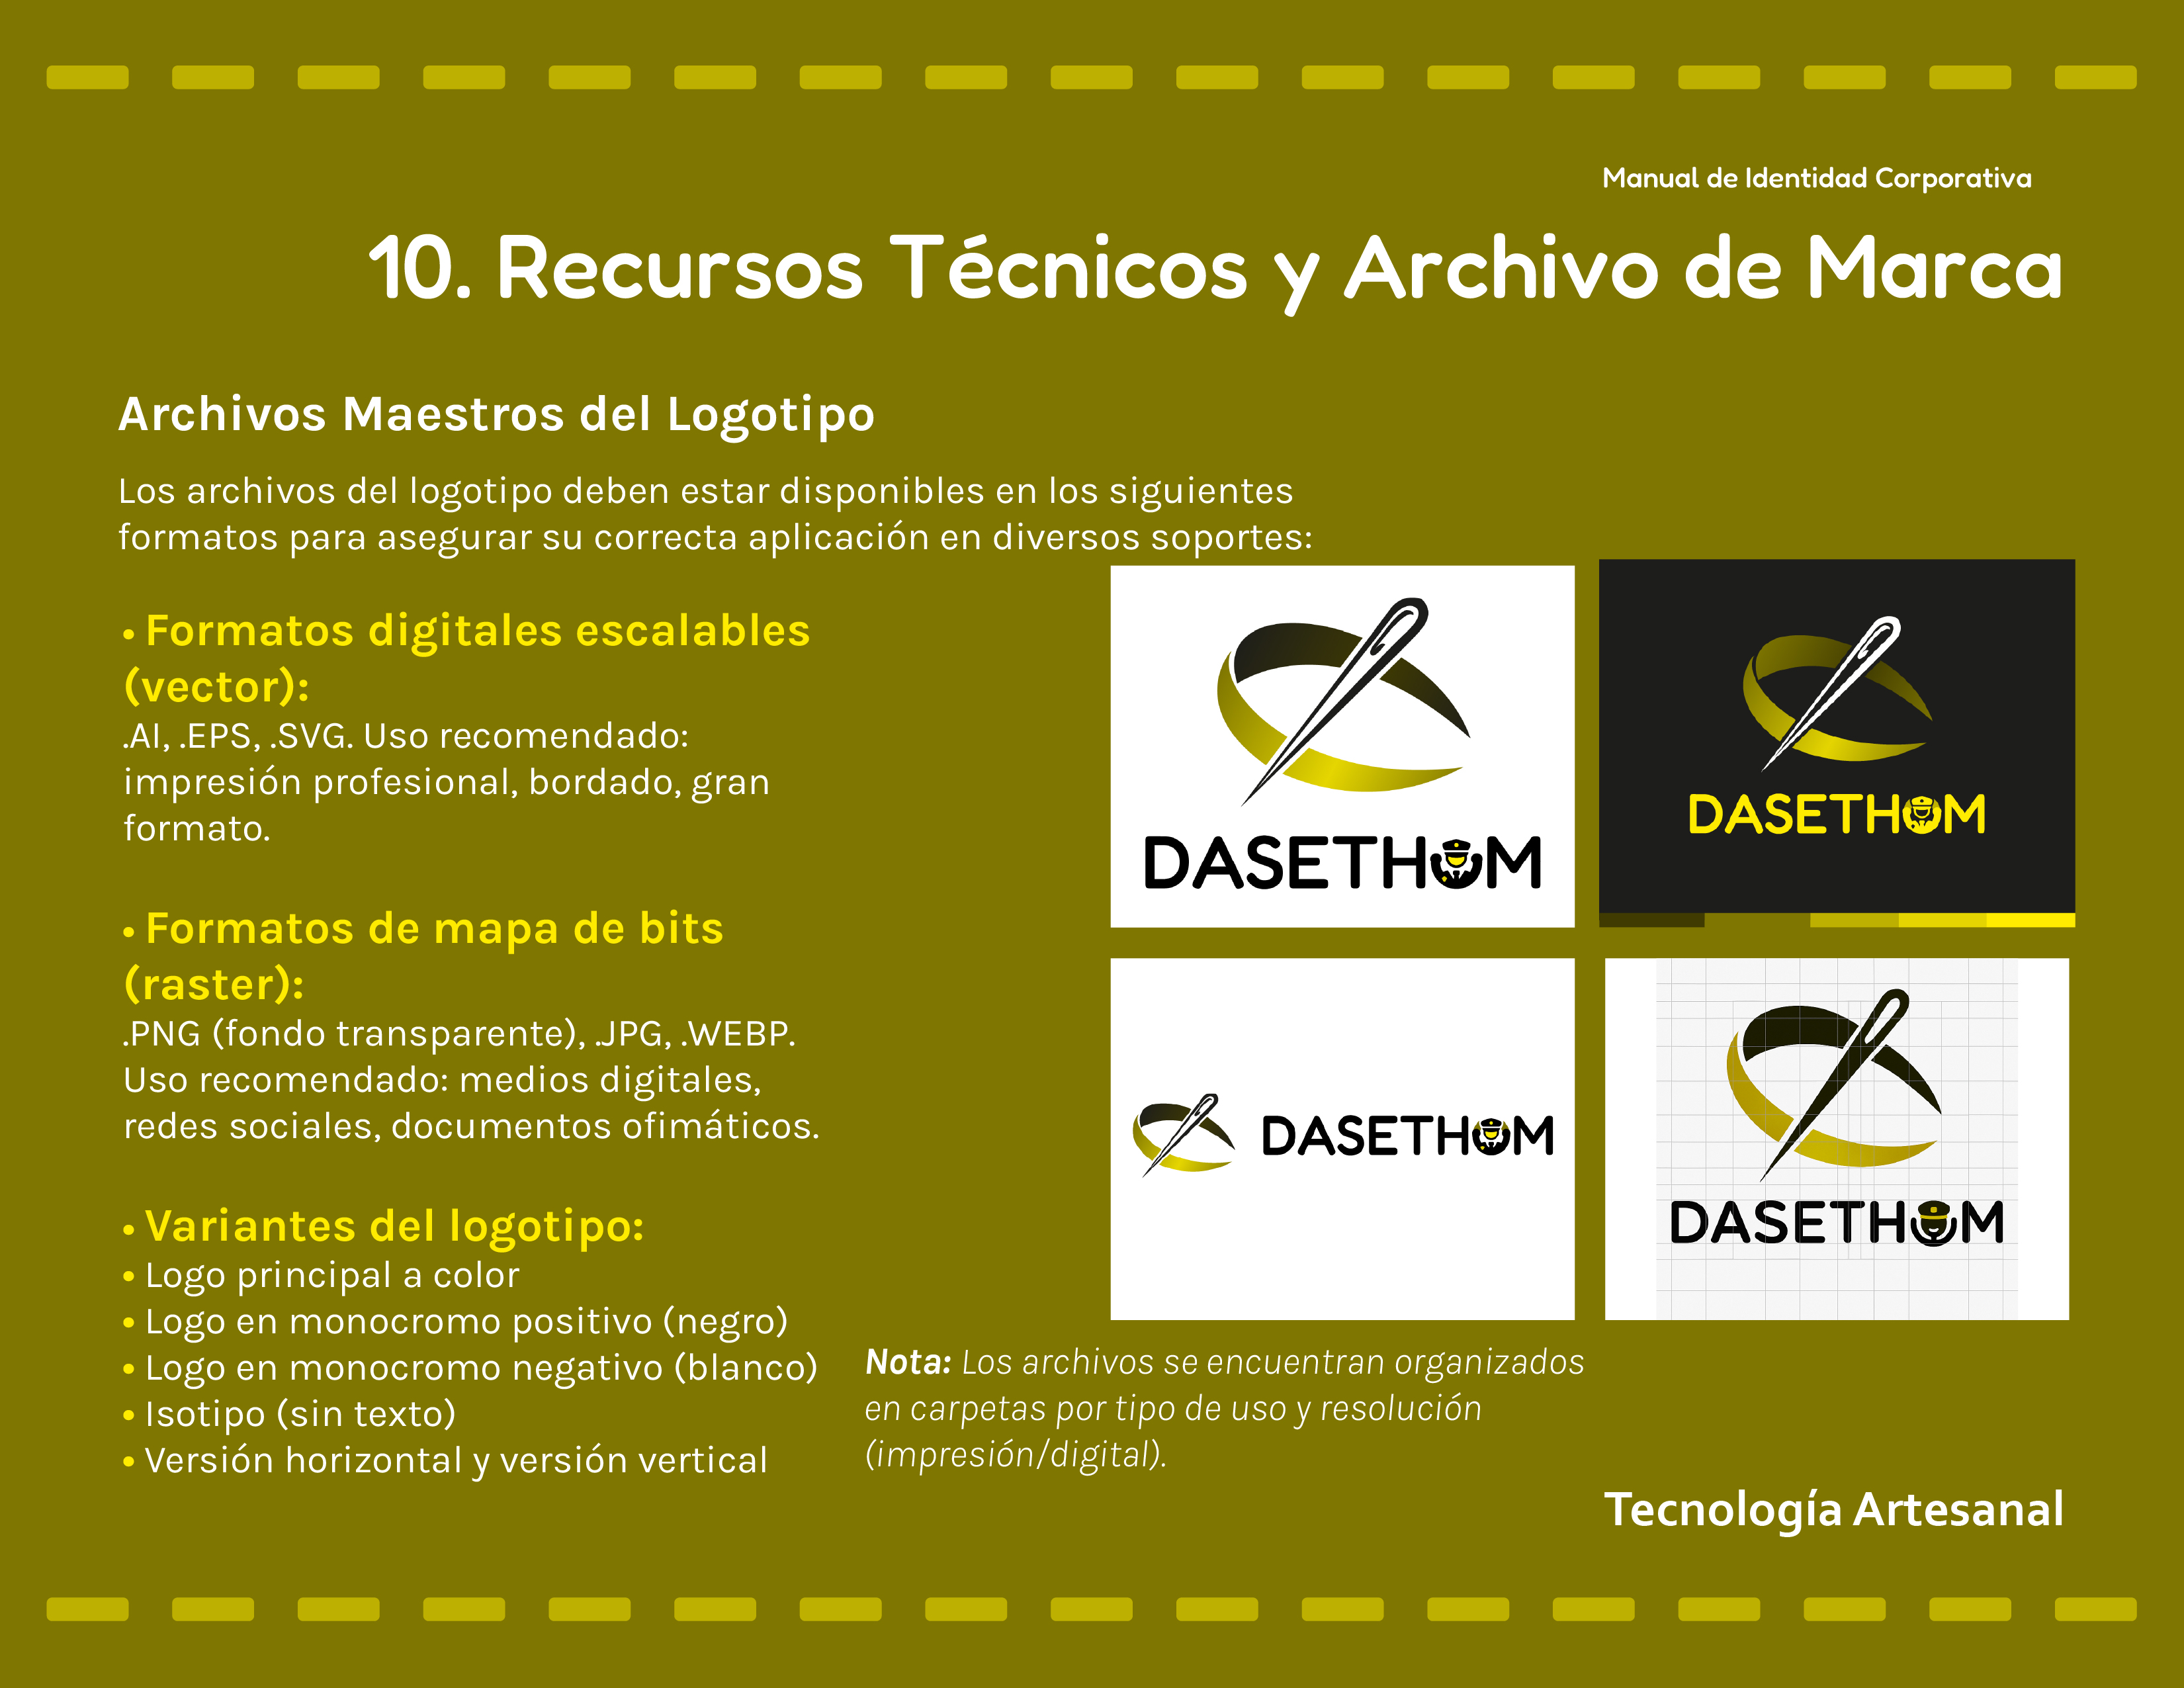 Manual de Identidad Corporativa
10. Recursos Técnicos y Archivo de Marca
Archivos Maestros del Logotipo
Los archivos del logotipo deben estar disponibles en los siguientes
formatos para asegurar su correcta aplicación en diversos soportes:
• Formatos digitales escalables
(vector):
.AI, .EPS, .SVG. Uso recomendado:
impresión profesional, bordado, gran
formato.
• Formatos de mapa de bits
(raster):
.PNG (fondo transparente), .JPG, .WEBP.
Uso recomendado: medios digitales,
redes sociales, documentos ofimáticos.
• Variantes del logotipo:
• Logo principal a color
• Logo en monocromo positivo (negro)
• Logo en monocromo negativo (blanco)
• Isotipo (sin texto)
• Versión horizontal y versión vertical
DASETHOM
DASETHOM
DASETHOM
DASETHOM
Nota: Los archivos se encuentran organizados
en carpetas por tipo de uso y resolución
(impresión/digital).
Tecnología Artesanal